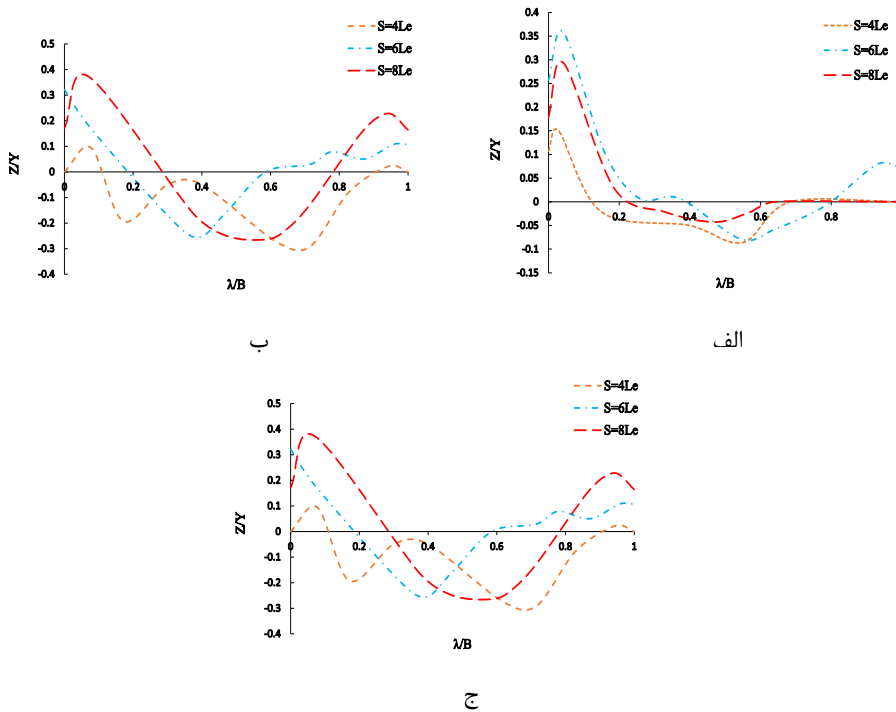 S=4Le
S=6Le
S=8Le
Z/Y
0.5
0.4
0.3
0.2
0.1
0
-0.1
-0.2
-0.3
-0.4
0 0.2 0.4 0.6 0.8 1
λ/B
ب
S=4Le
S=6Le
S=8Le
Z/Y
0.4
0.35
0.3
0.25
0.2
0.15
0.1
0.05
0
-0.05
-0.1
-0.15
0 0.2 0.4 0.6 0.8
λ/B
الف
S=4Le
S=6Le
S=8Le
Z/Y
0.5
0.4
0.3
0.2
0.1
0
-0.1
-0.2
-0.3
-0.4
0 0.2 0.4 0.6 0.8 1
λ/B
ج